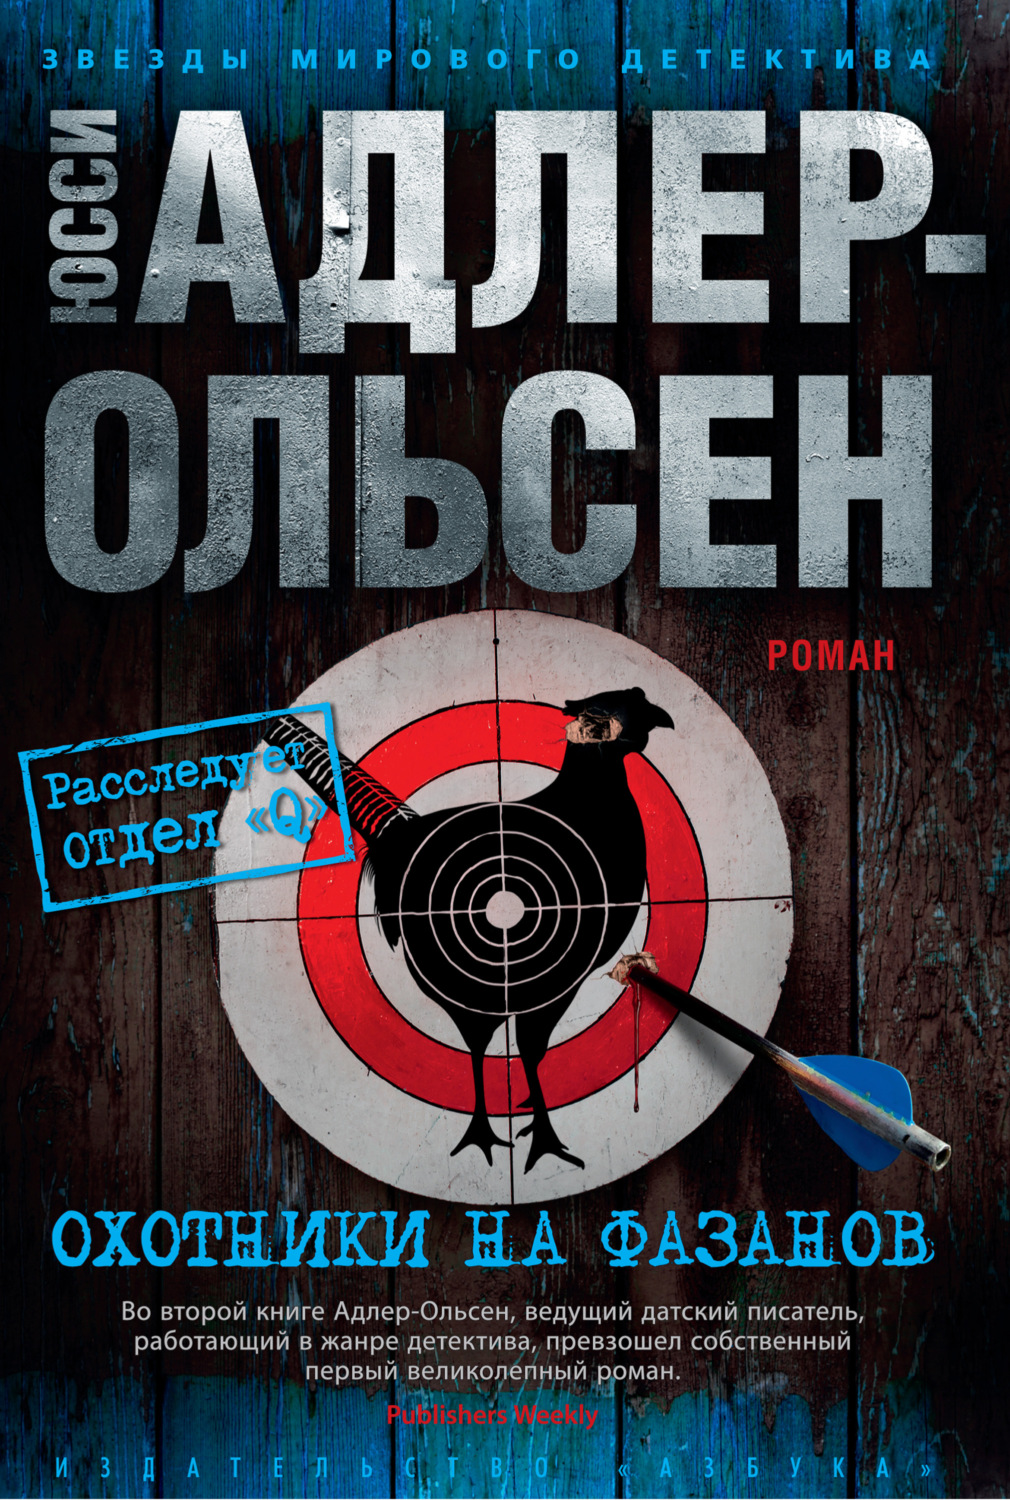 ЗВЕЗДЫ МИРОВОГО ДЕТЕКТИВА
ЮССИ
АДЛЕР-
ОЛЬСЕН
РОМАН
Расследует
отдел «Q»
ОХОТНИКИ НА ФАЗАНОВ
Во второй книге Адлер-Ольсен, ведущий датский писатель,
работающий в жанре детектива, превзошел собственный
первый великолепный роман.
Publishers Weekly
ИЗДАТЕЛЬСТВО «АЗБУКА»